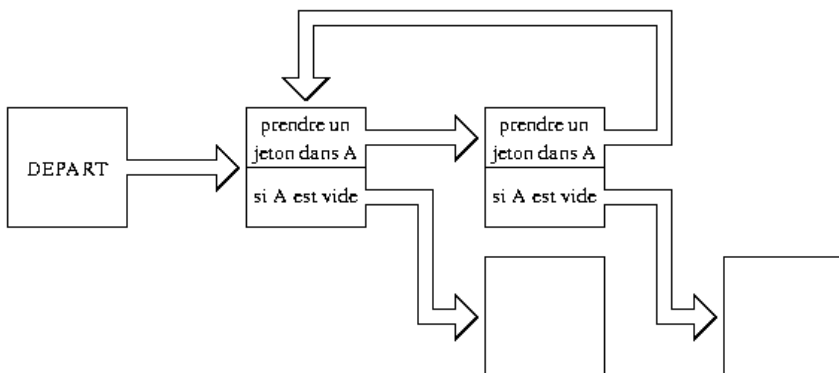 DEPART
prendre un
jeton dans A
si A est vide
prendre un
jeton dans A
si A est vide